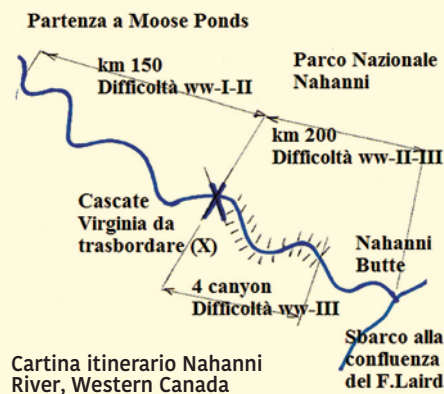 Partenza a Moose Ponds
km 150
Difficoltà ww-I-II
Parco Nazionale
Nahanni
km 200
Difficoltà ww-II-III
Cascate
Virginia da
trasbordare (X)
Nahanni
Butte
4 canyon
Difficoltà ww-III
Sbarco alla
confluenza
del F.Laird
Cartina itinerario Nahanni
River, Western Canada